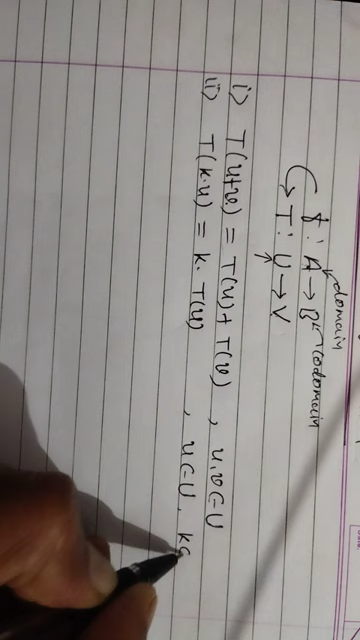 domain
f : A → B Codomain
T : U → V
i) T(u+v) = T(u) + T(v) , u,v ∈ U
ii) T(k.u) = k. T(u) , u ∈ U, k ∈